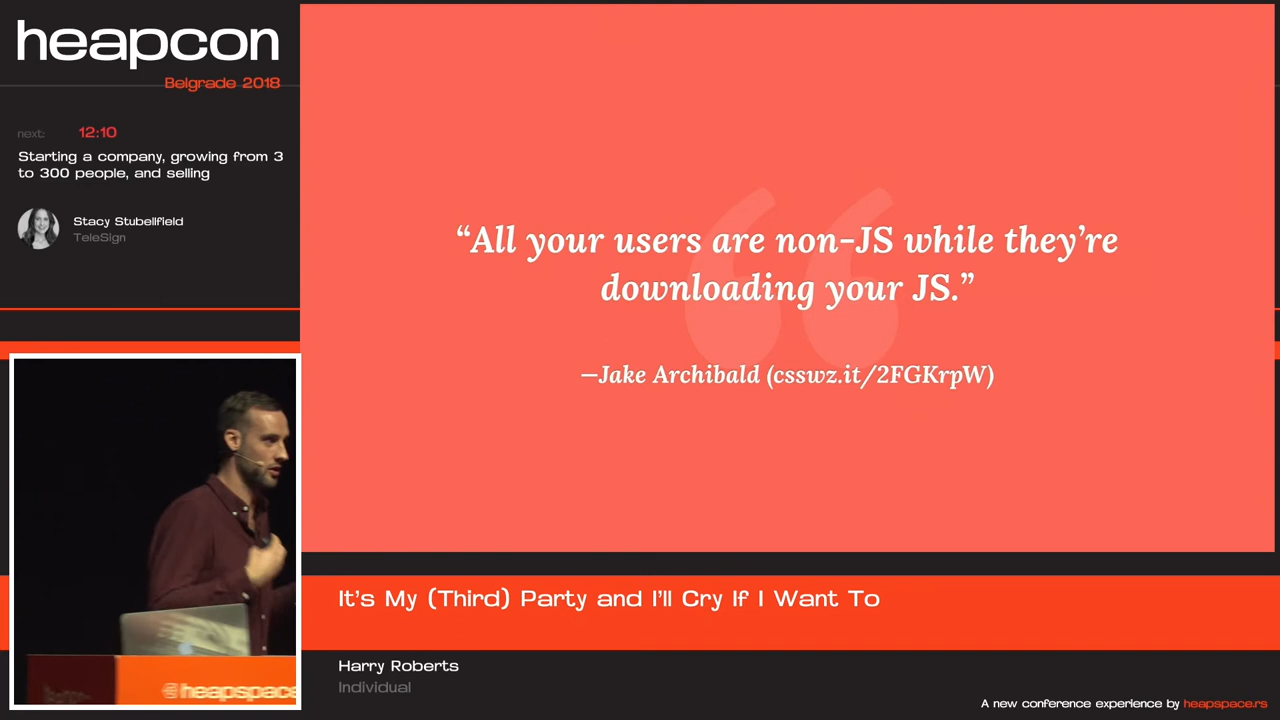 heapcon
Belgrade 2018
next: 12:10
Starting a company, growing from 3
to 300 people, and selling
Stacy Stubellfield
TeleSign
“All your users are non-JS while they’re
downloading your JS.”
—Jake Archibald (csswz.it/2FGKrpW)
@heapspace
It’s My (Third) Party and I’ll Cry If I Want To
Harry Roberts
Individual
A new conference experience by heapspace.rs